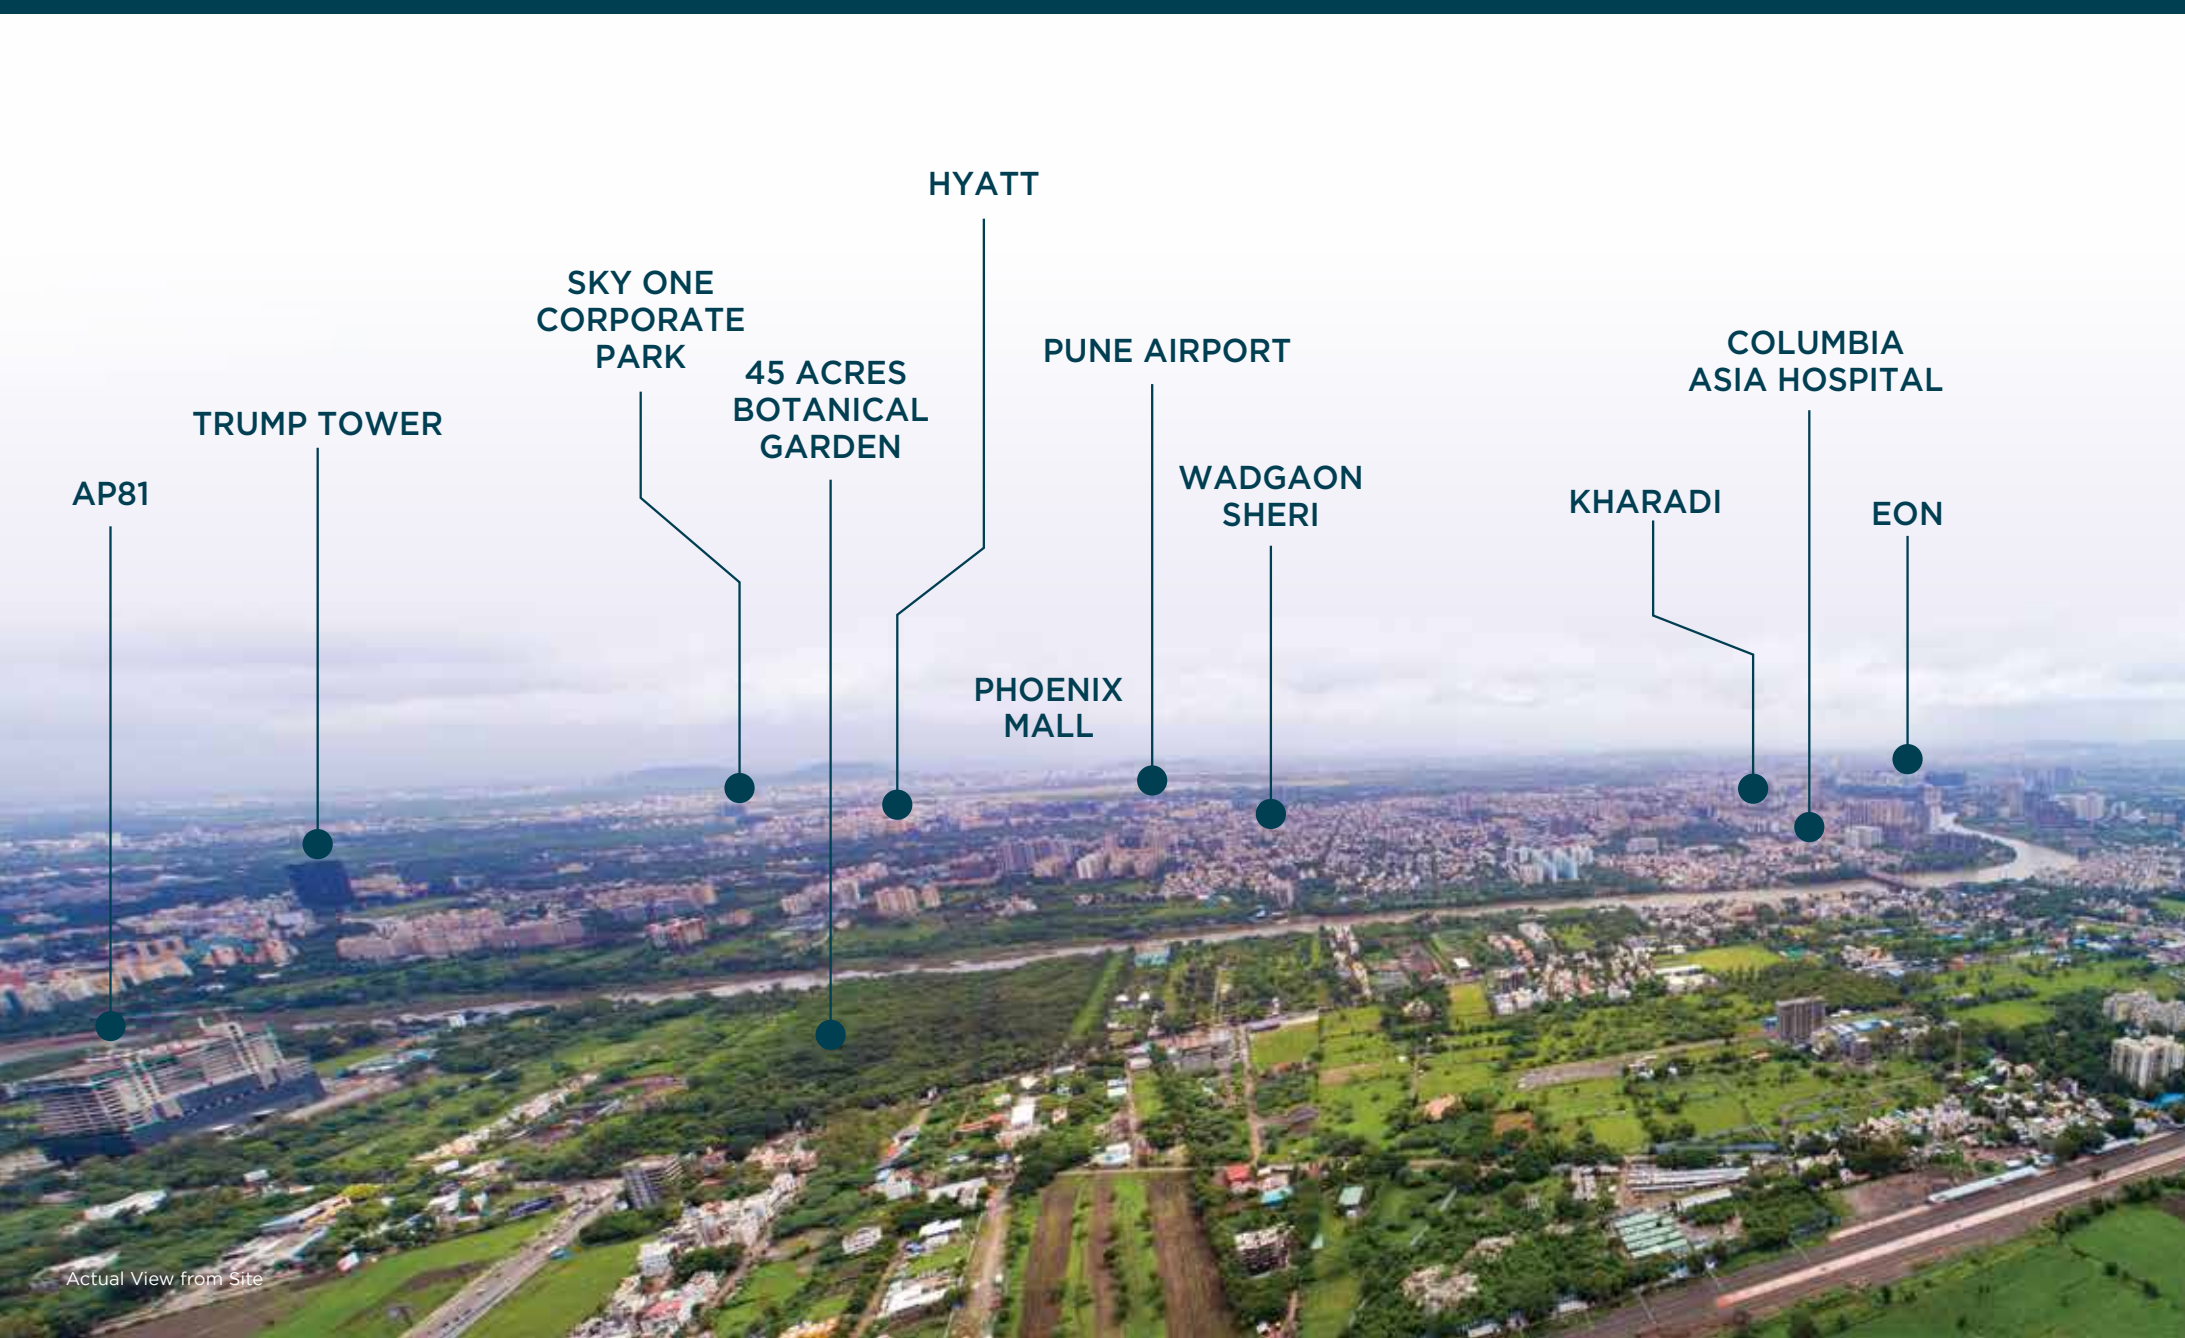 HYATT
SKY ONE
CORPORATE
PARK
45 ACRES
BOTANICAL
GARDEN
PUNE AIRPORT
COLUMBIA
ASIA HOSPITAL
TRUMP TOWER
WADGAON
SHERI
AP81
KHARADI
EON
PHOENIX
MALL
Actual View from Site